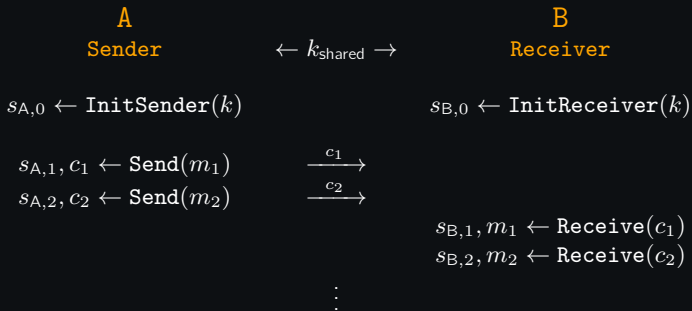 A B
Sender ← k_shared → Receiver
s_A,0 ← InitSender(k) s_B,0 ← InitReceiver(k)
s_A,1, c_1 ← Send(m_1) c_1 →
s_A,2, c_2 ← Send(m_2) c_2 →
s_B,1, m_1 ← Receive(c_1)
s_B,2, m_2 ← Receive(c_2)
⋮